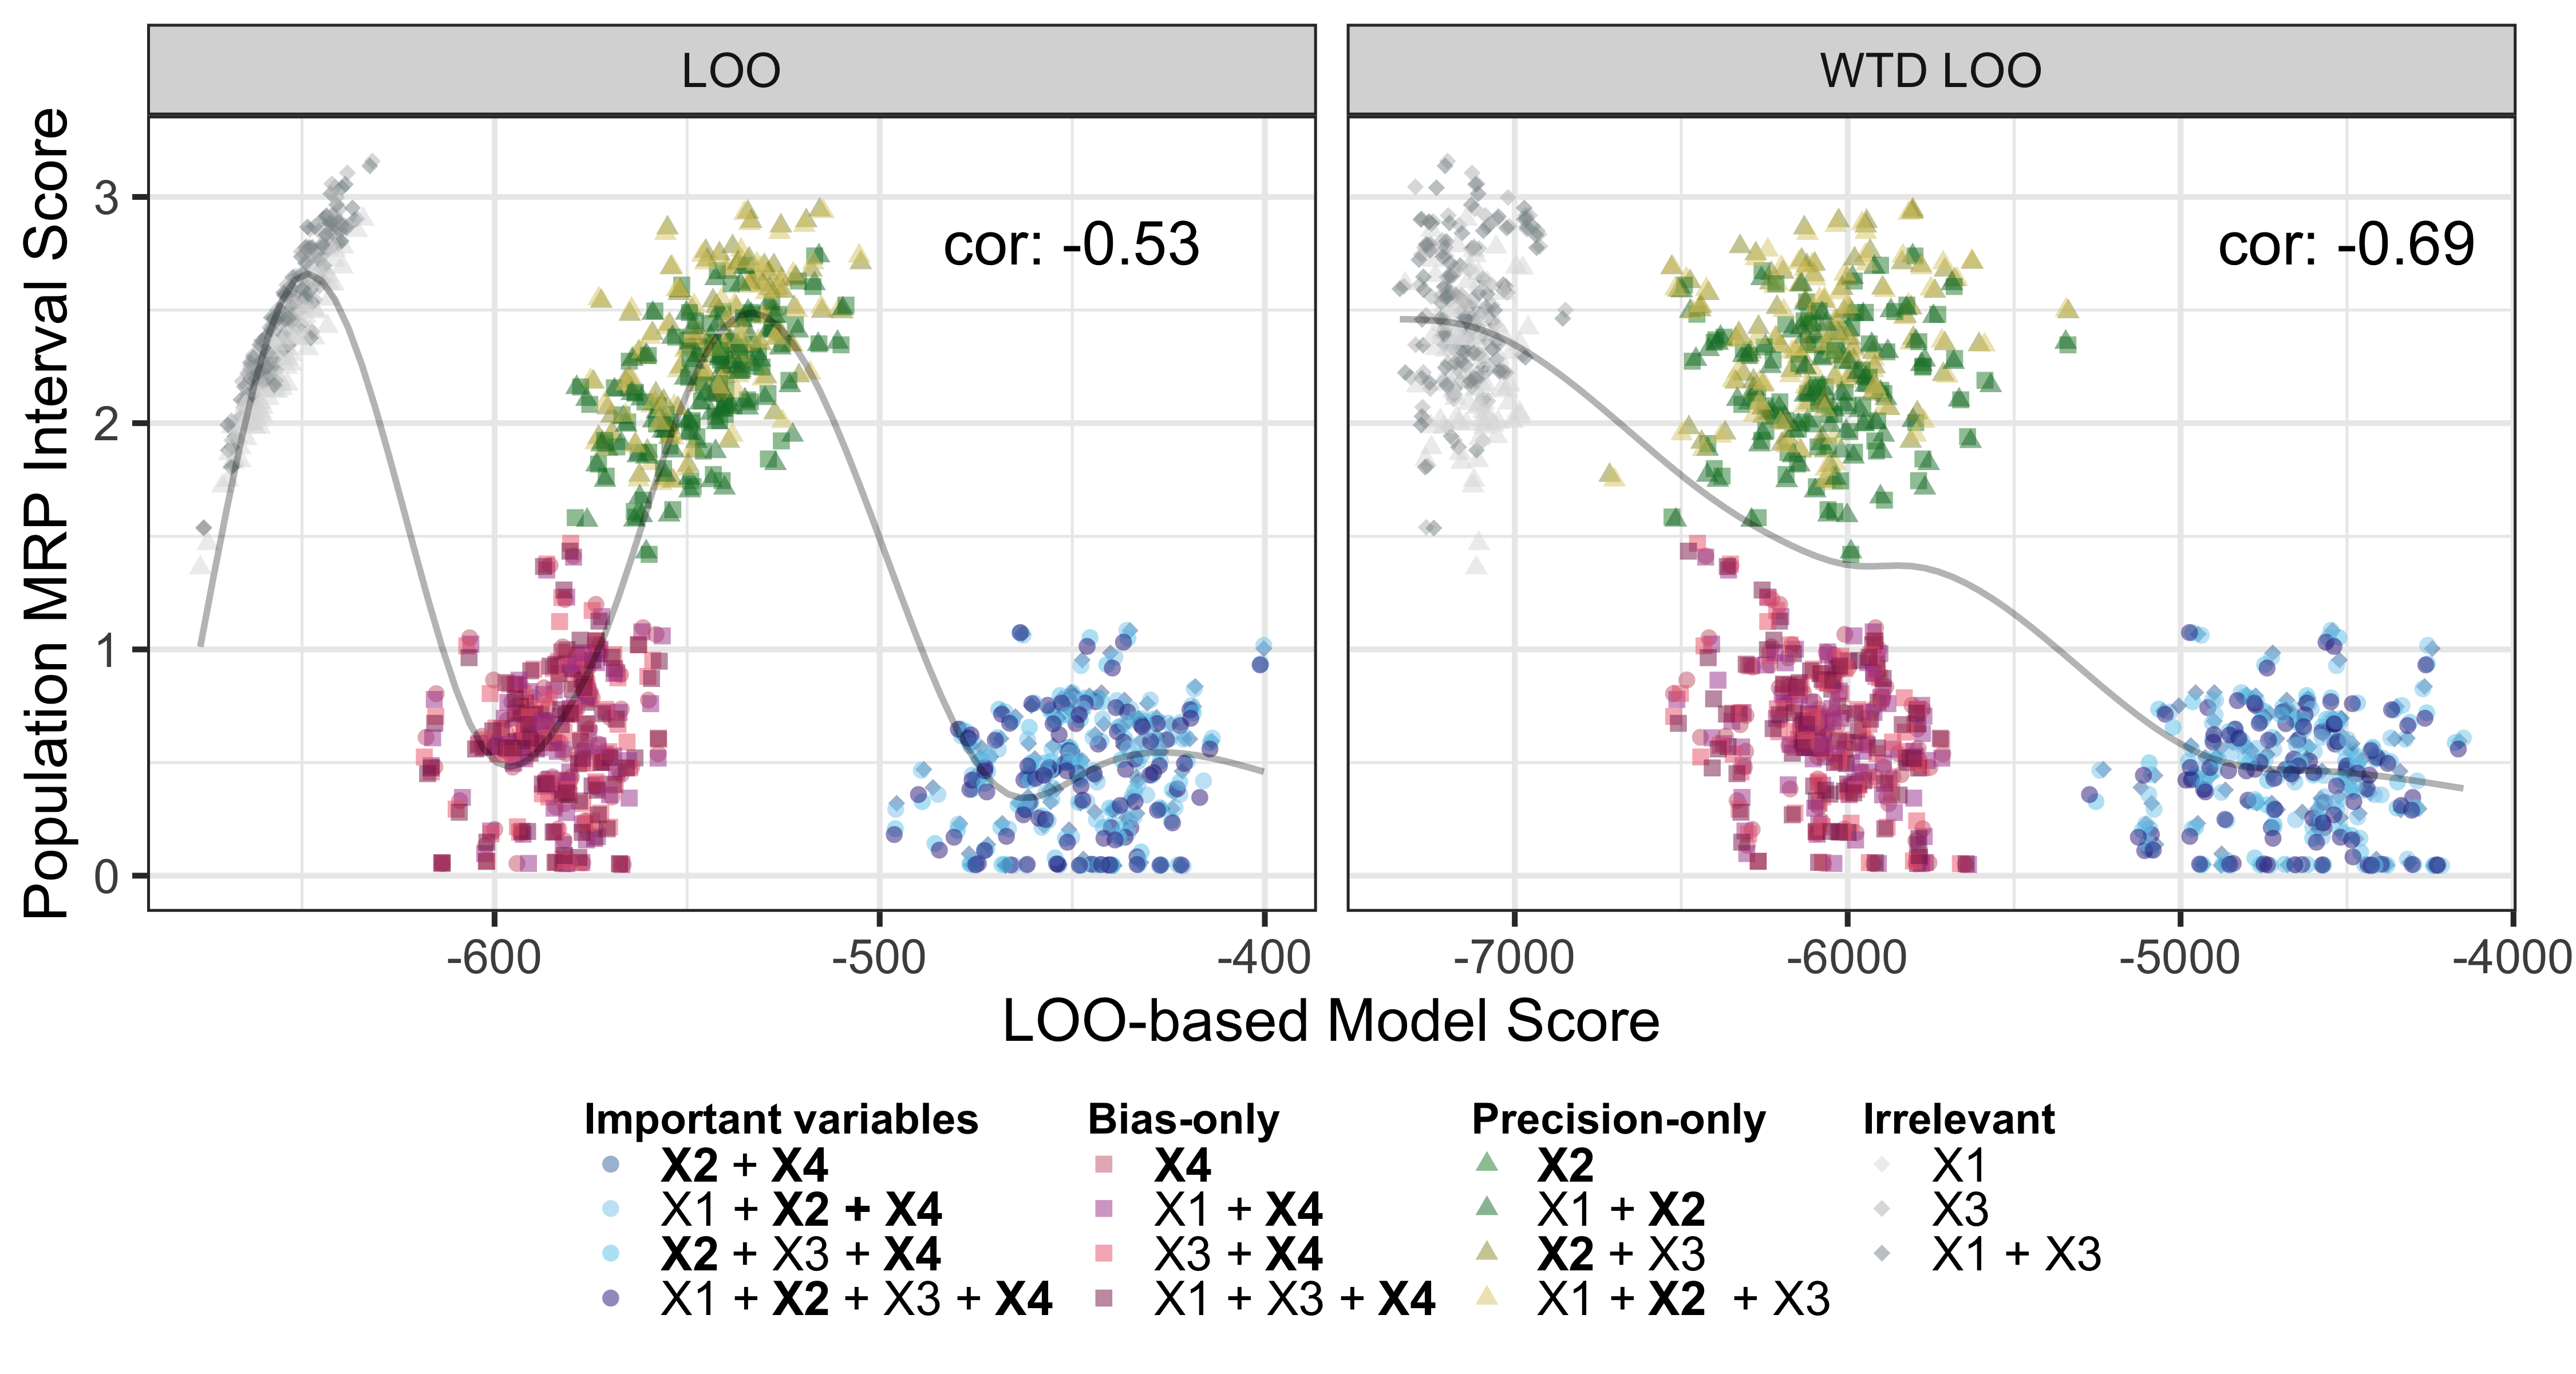 LOO
WTD LOO
Population MRP Interval Score
3
2
1
0
cor: -0.53
cor: -0.69
-600
-500
-400
-7000
-6000
-5000
-4000
LOO-based Model Score
Important variables
X2 + X4
X1 + X2 + X4
X2 + X3 + X4
X1 + X2 + X3 + X4
Bias-only
X4
X1 + X4
X3 + X4
X1 + X3 + X4
Precision-only
X2
X1 + X2
X2 + X3
X1 + X2 + X3
Irrelevant
X1
X3
X1 + X3